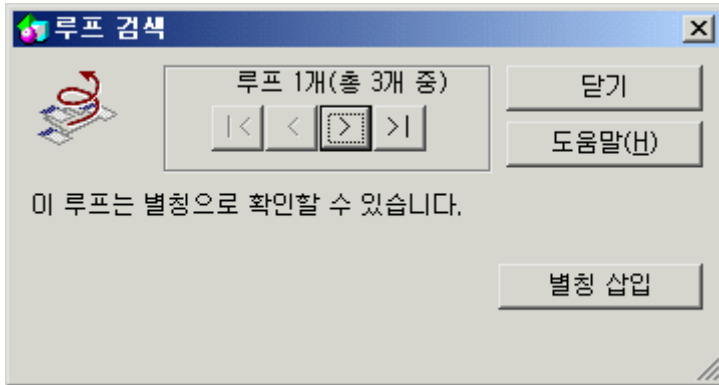 루프 검색
루프 1개(총 3개 중)
|< < > >|
닫기
도움말(H)
이 루프는 별칭으로 확인할 수 있습니다.
별칭 삽입